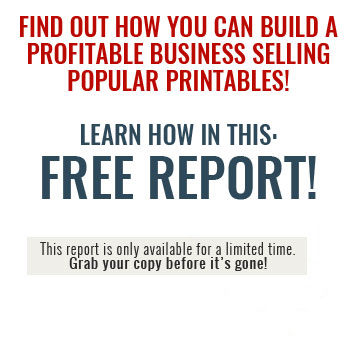 FIND OUT HOW YOU CAN BUILD A
PROFITABLE BUSINESS SELLING
POPULAR PRINTABLES!
LEARN HOW IN THIS·
FREE REPORT!
This report is only available for a limited time.
Grab your copy before it's gone!